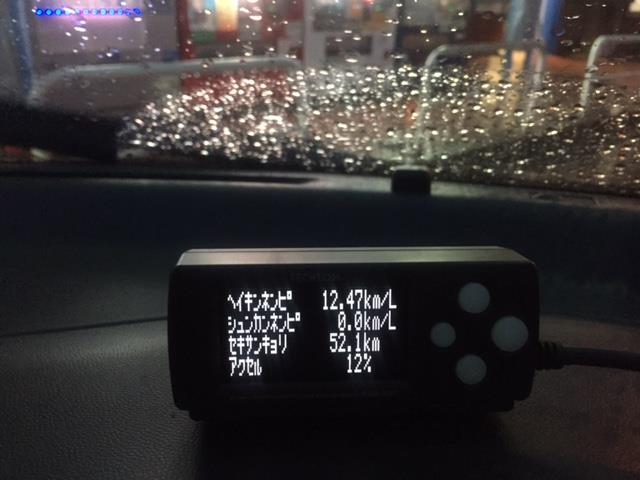 TECHTOM
ヘイキンネンピ 12.47km/L
シュンカンネンピ 0.0km/L
セキサンキョリ 52.1km
アクセル 12%